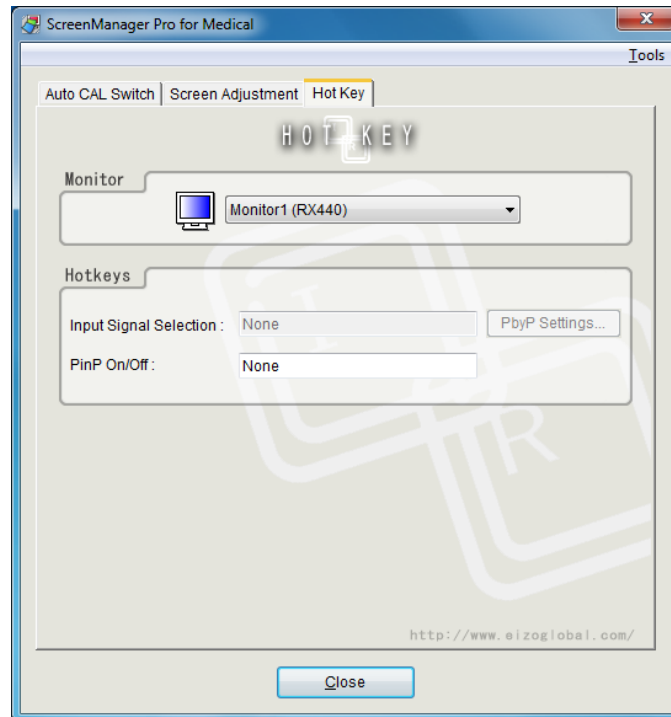 ScreenManager Pro for Medical
Tools
Auto CAL Switch Screen Adjustment Hot Key
HOT KEY
Monitor
Monitor1 (RX440)
Hotkeys
Input Signal Selection : None PbyP Settings...
PinP On/Off : None
http://www.eizoglobal.com/
Close